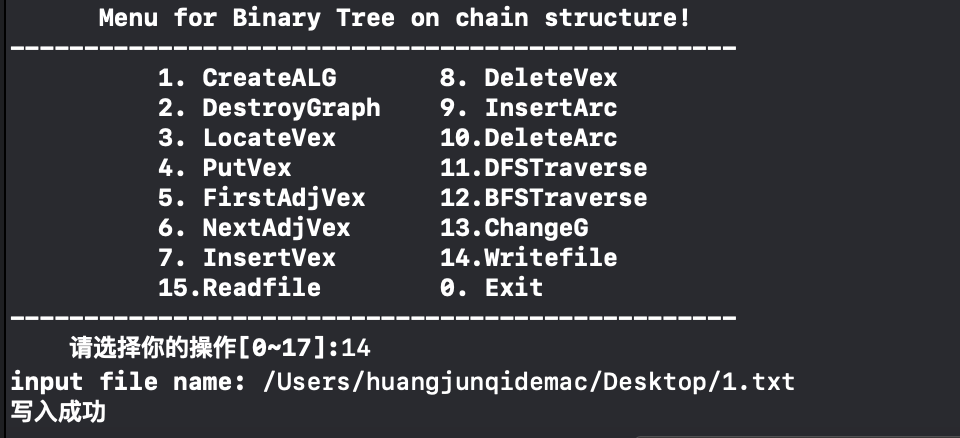 Menu for Binary Tree on chain structure!
-------------------------------------------------
1. CreateALG 8. DeleteVex
2. DestroyGraph 9. InsertArc
3. LocateVex 10.DeleteArc
4. PutVex 11.DFSTraverse
5. FirstAdjVex 12.BFSTraverse
6. NextAdjVex 13.ChangeG
7. InsertVex 14.Writefile
15.Readfile 0. Exit
-------------------------------------------------
请选择你的操作[0~17]:14
input file name: /Users/huangjunqidemac/Desktop/1.txt
写入成功